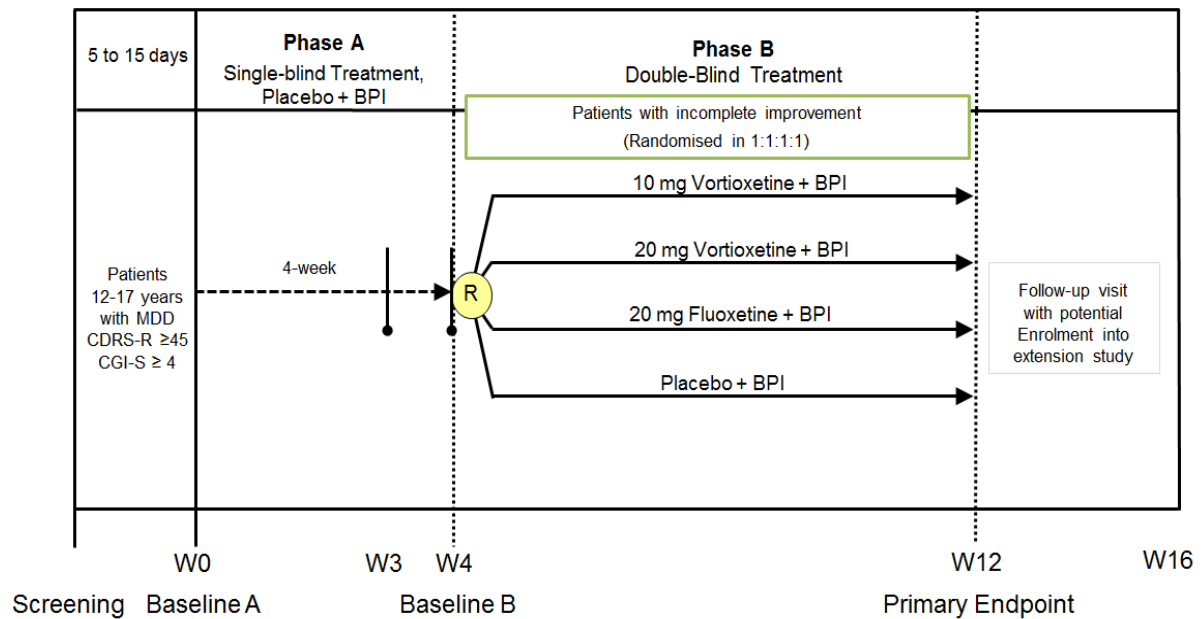 5 to 15 days
Phase A
Single-blind Treatment,
Placebo + BPI
Phase B
Double-Blind Treatment
Patients with incomplete improvement
(Randomised in 1:1:1:1)
10 mg Vortioxetine + BPI
20 mg Vortioxetine + BPI
20 mg Fluoxetine + BPI
Placebo + BPI
Patients
12-17 years
with MDD
CDRS-R ≥45
CGI-S ≥ 4
4-week
R
Follow-up visit
with potential
Enrolment into
extension study
W0
W3
W4
W12
W16
Screening
Baseline A
Baseline B
Primary Endpoint